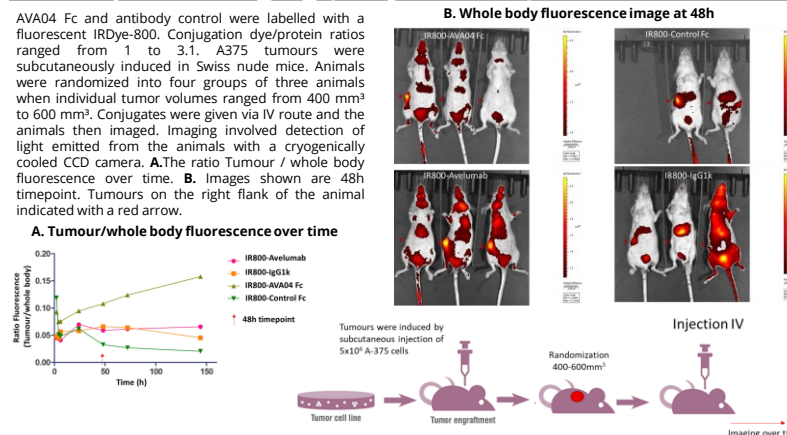 AVA04 Fc and antibody control were labelled with a
fluorescent IRDye-800. Conjugation dye/protein ratios
ranged from 1 to 3.1. A375 tumours were
subcutaneously induced in Swiss nude mice. Animals
were randomized into four groups of three animals
when individual tumor volumes ranged from 400 mm³
to 600 mm³. Conjugates were given via IV route and the
animals then imaged. Imaging involved detection of
light emitted from the animals with a cryogenically
cooled CCD camera. A.The ratio Tumour / whole body
fluorescence over time. B. Images shown are 48h
timepoint. Tumours on the right flank of the animal
indicated with a red arrow.
A. Tumour/whole body fluorescence over time
Ratio Fluorescence
(Tumour/whole body)
0.20
0.15
0.10
0.05
0.00
0
50
100
150
Time (h)
IR800-Avelumab
IR800-IgG1k
IR800-AVA04 Fc
IR800-Control Fc
48h timepoint
B. Whole body fluorescence image at 48h
IR800-AVA04 Fc
IR800-Control Fc
IR800-Avelumab
IR800-IgG1k
Tumours were induced by
subcutaneous injection of
5x10⁶ A-375 cells
Randomization
400-600mm³
Injection IV
Tumor cell line
Tumor engraftment
Imaging over